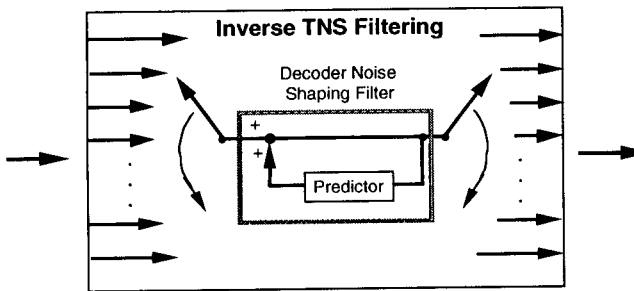 Inverse TNS Filtering
Decoder Noise
Shaping Filter
+
+
Predictor